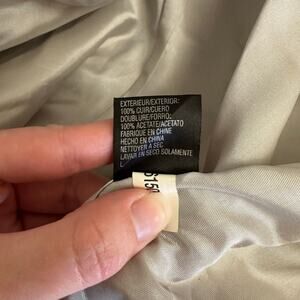 EXTERIEUR/EXTERIOR:
100% CUIR/CUERO
DOUBLURE/FORRO:
100% ACETATE/ACETATO
FABRIQUE EN CHINE
HECHO EN CHINA
NETTOYER A SEC
LAVAR EN SECO SOLAMENTE
L